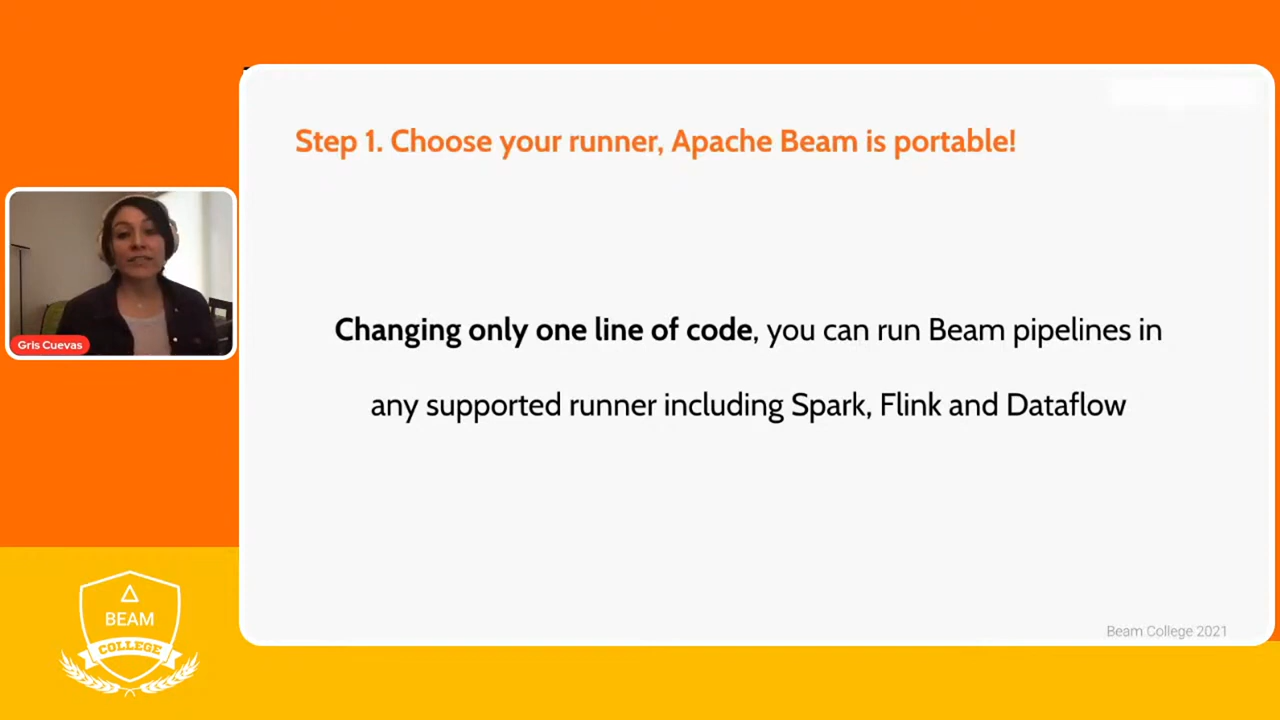 Step 1. Choose your runner, Apache Beam is portable!
Changing only one line of code, you can run Beam pipelines in
any supported runner including Spark, Flink and Dataflow
Gris Cuevas
BEAM
COLLEGE
Beam College 2021